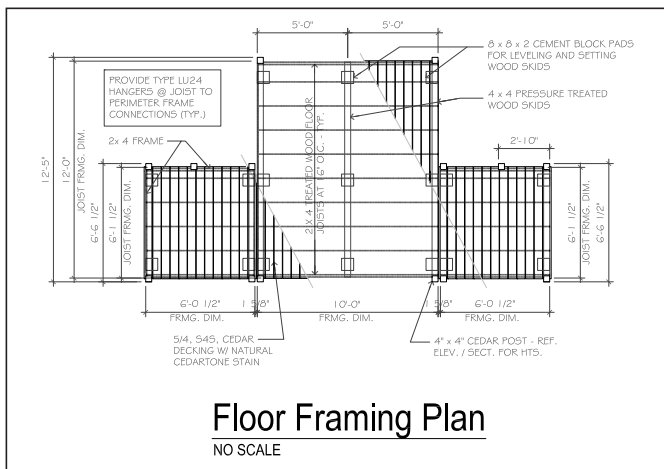 5'-0"
5'-0"
8 x 8 x 2 CEMENT BLOCK PADS
FOR LEVELING AND SETTING
WOOD SKIDS
PROVIDE TYPE LU24
HANGERS @ JOIST TO
PERIMETER FRAME
CONNECTIONS (TYP.)
4 x 4 PRESSURE TREATED
WOOD SKIDS
2x 4 FRAME
2'-10"
12'-5"
12'-0"
JOIST FRMG. DIM.
6'-6 1/2"
6'-1 1/2"
JOIST FRMG. DIM.
2 X 4 TREATED WOOD FLOOR
JOISTS AT 16" O.C. - TYP.
6'-1 1/2"
JOIST FRMG. DIM.
6'-6 1/2"
6'-0 1/2"
FRMG. DIM.
1 5/8"
10'-0"
FRMG. DIM.
1 5/8"
6'-0 1/2"
FRMG. DIM.
5/4, S4S, CEDAR
DECKING W/ NATURAL
CEDARTONE STAIN
4" x 4" CEDAR POST - REF.
ELEV. / SECT. FOR HTS.
Floor Framing Plan
NO SCALE